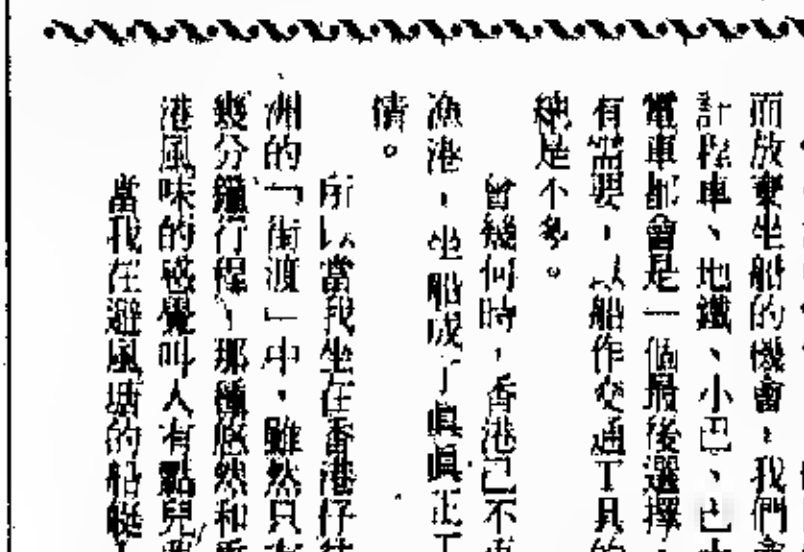 而放棄坐船的機會，我們
計程車、地鐵、小巴、巴士
電車都會是一個最後選擇，
有需要，以船作交通工具的
總是不多。
曾幾何時，香港已不再
漁港，坐船成了眞眞正正
情。
所以當我坐在香港仔往
洲的「街渡」中，雖然只有
幾分鐘行程，那種悠然和
港風味的感覺叫人有點兒
當我在避風塘的船艇